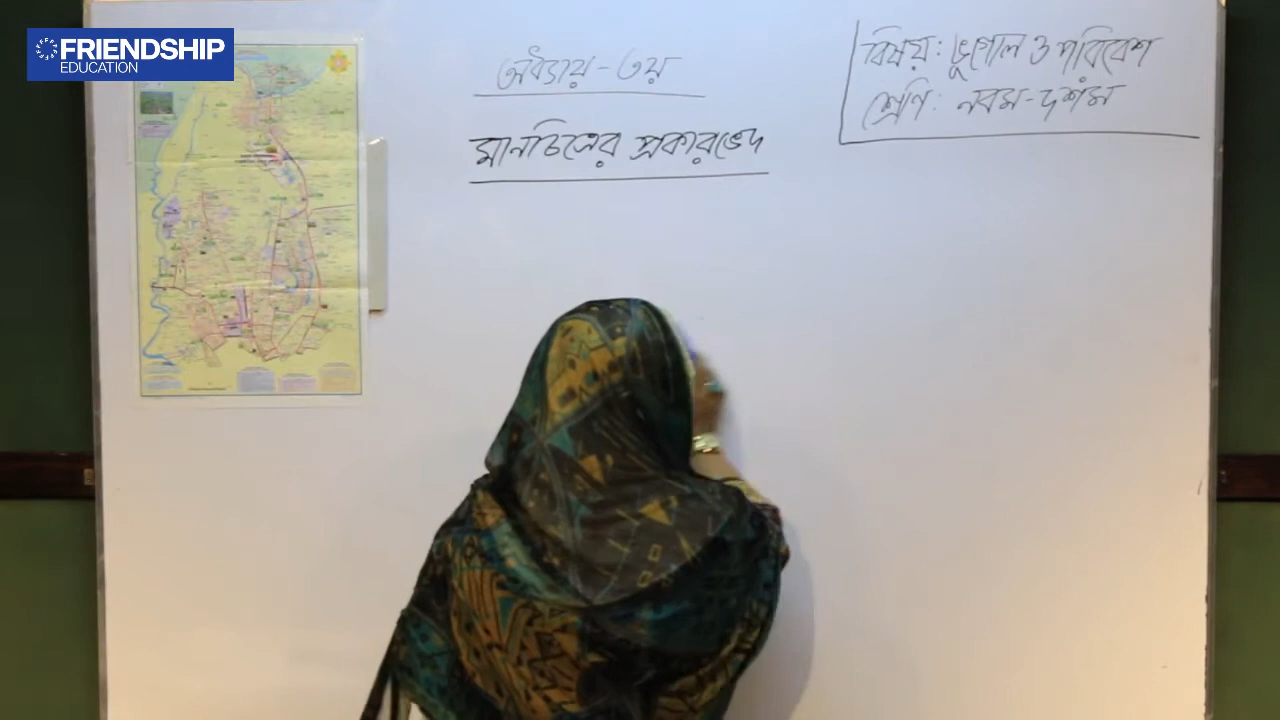 FRIENDSHIP
EDUCATION
অধ্যায় - ৩য়
মানচিত্রের প্রকারভেদ
বিষয়: ভূগোল ও পরিবেশ
শ্রেণি: নবম-দশম